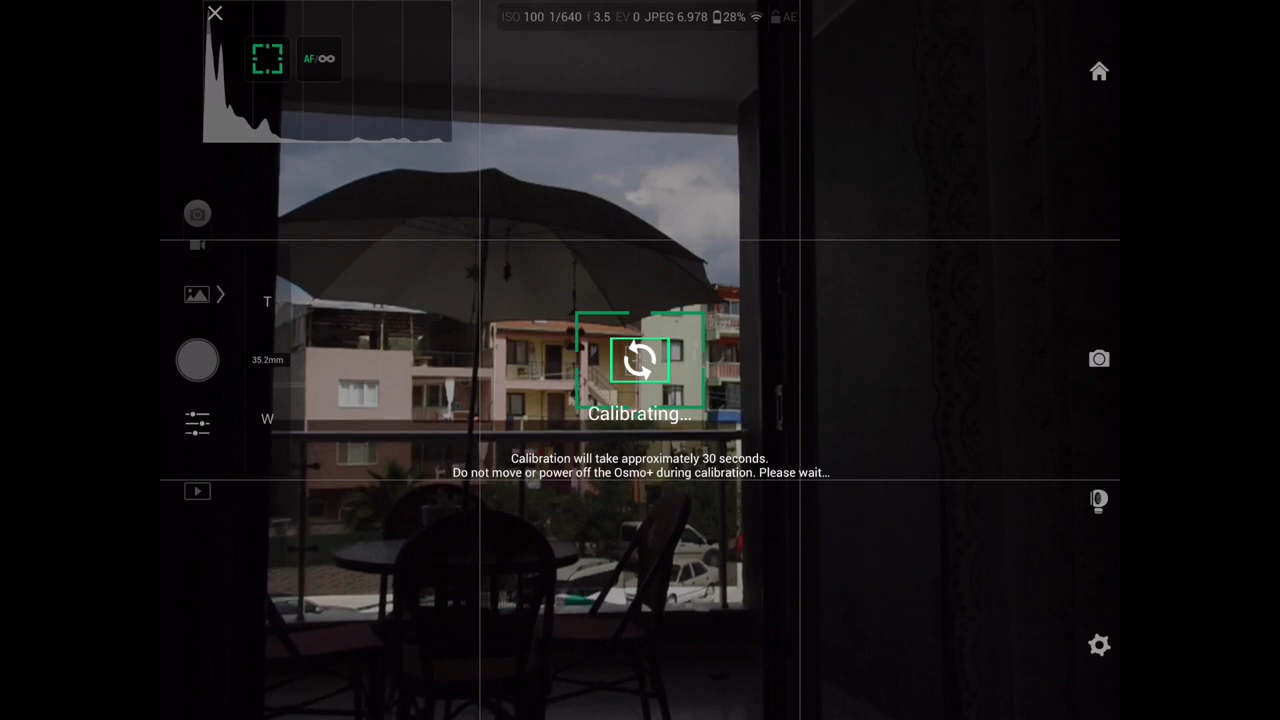 ISO 100 1/640 f 3.5 EV 0 JPEG 6.978 28% AE
AF/∞
T
35.2mm
W
Calibrating...
Calibration will take approximately 30 seconds.
Do not move or power off the Osmo+ during calibration. Please wait...